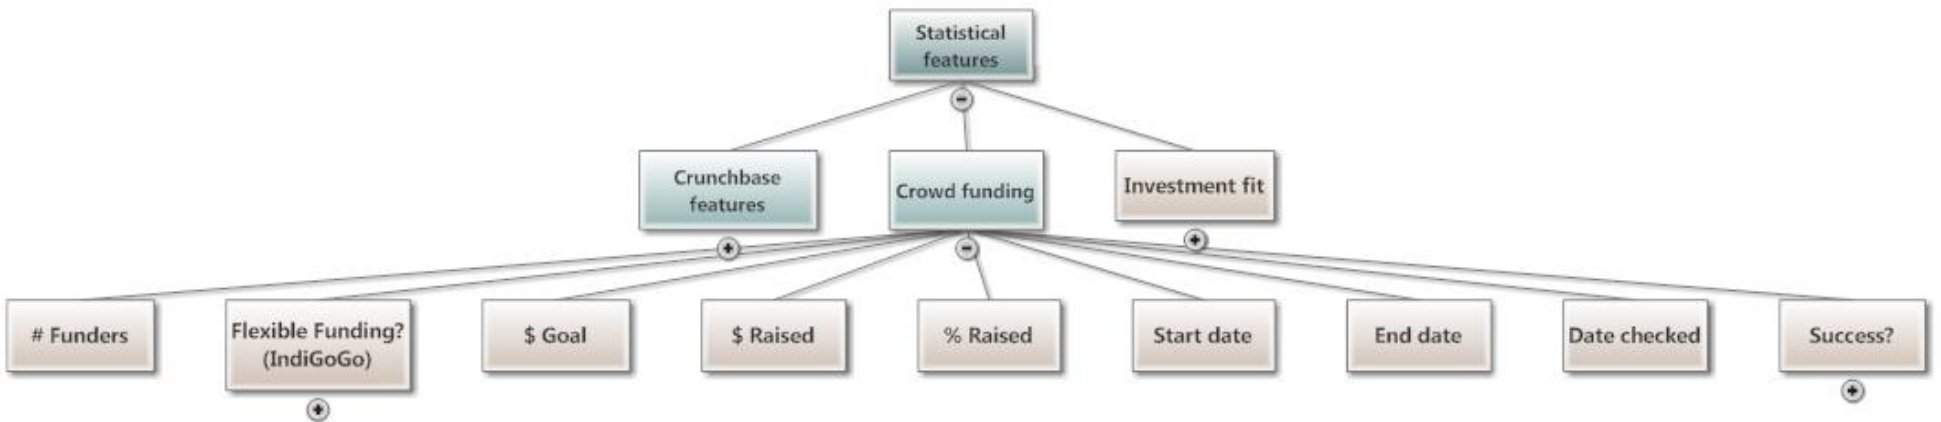 Statistical
features
Crunchbase
features
Crowd funding
Investment fit
# Funders
Flexible Funding?
(IndiGoGo)
$ Goal
$ Raised
% Raised
Start date
End date
Date checked
Success?